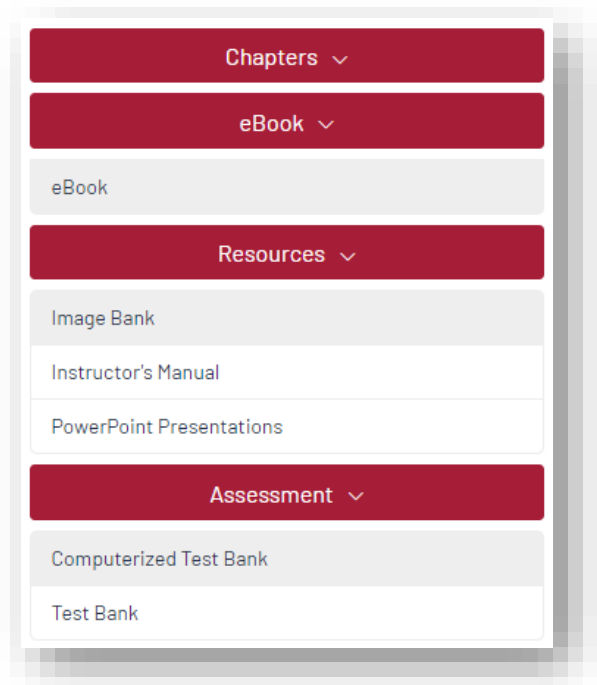 Chapters
eBook
eBook
Resources
Image Bank
Instructor's Manual
PowerPoint Presentations
Assessment
Computerized Test Bank
Test Bank